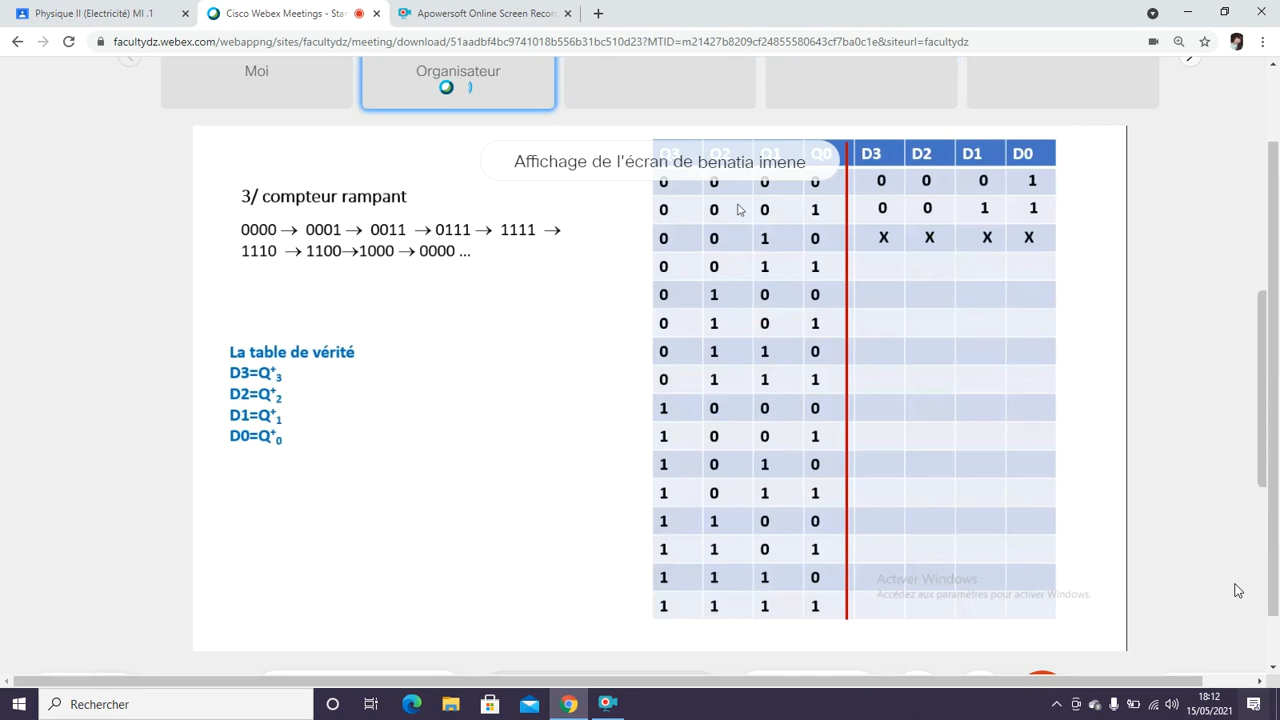 Physique II (Electricité) MI .1
Cisco Webex Meetings - Star
Apowersoft Online Screen Recor
facultydz.webex.com/webappng/sites/facultydz/meeting/download/51aadbf4bc9741018b556b31bc510d23?MTID=m21427b8209cf24855580643cf7ba0c1e&siteurl=facultydz
Moi
Organisateur
Affichage de l'écran de benatia imene
3/ compteur rampant
0000 → 0001 → 0011 → 0111 → 1111 →
1110 → 1100→1000 → 0000 ...
La table de vérité
D3=Q⁺₃
D2=Q⁺₂
D1=Q⁺₁
D0=Q⁺₀
Q3 Q2 Q1 Q0 D3 D2 D1 D0
0 0 0 0 0 0 0 1
0 0 0 1 0 0 1 1
0 0 1 0 X X X X
0 0 1 1
0 1 0 0
0 1 0 1
0 1 1 0
0 1 1 1
1 0 0 0
1 0 0 1
1 0 1 0
1 0 1 1
1 1 0 0
1 1 0 1
1 1 1 0
1 1 1 1
Activer Windows
Accédez aux paramètres pour activer Windows.
Rechercher
18:12
15/05/2021